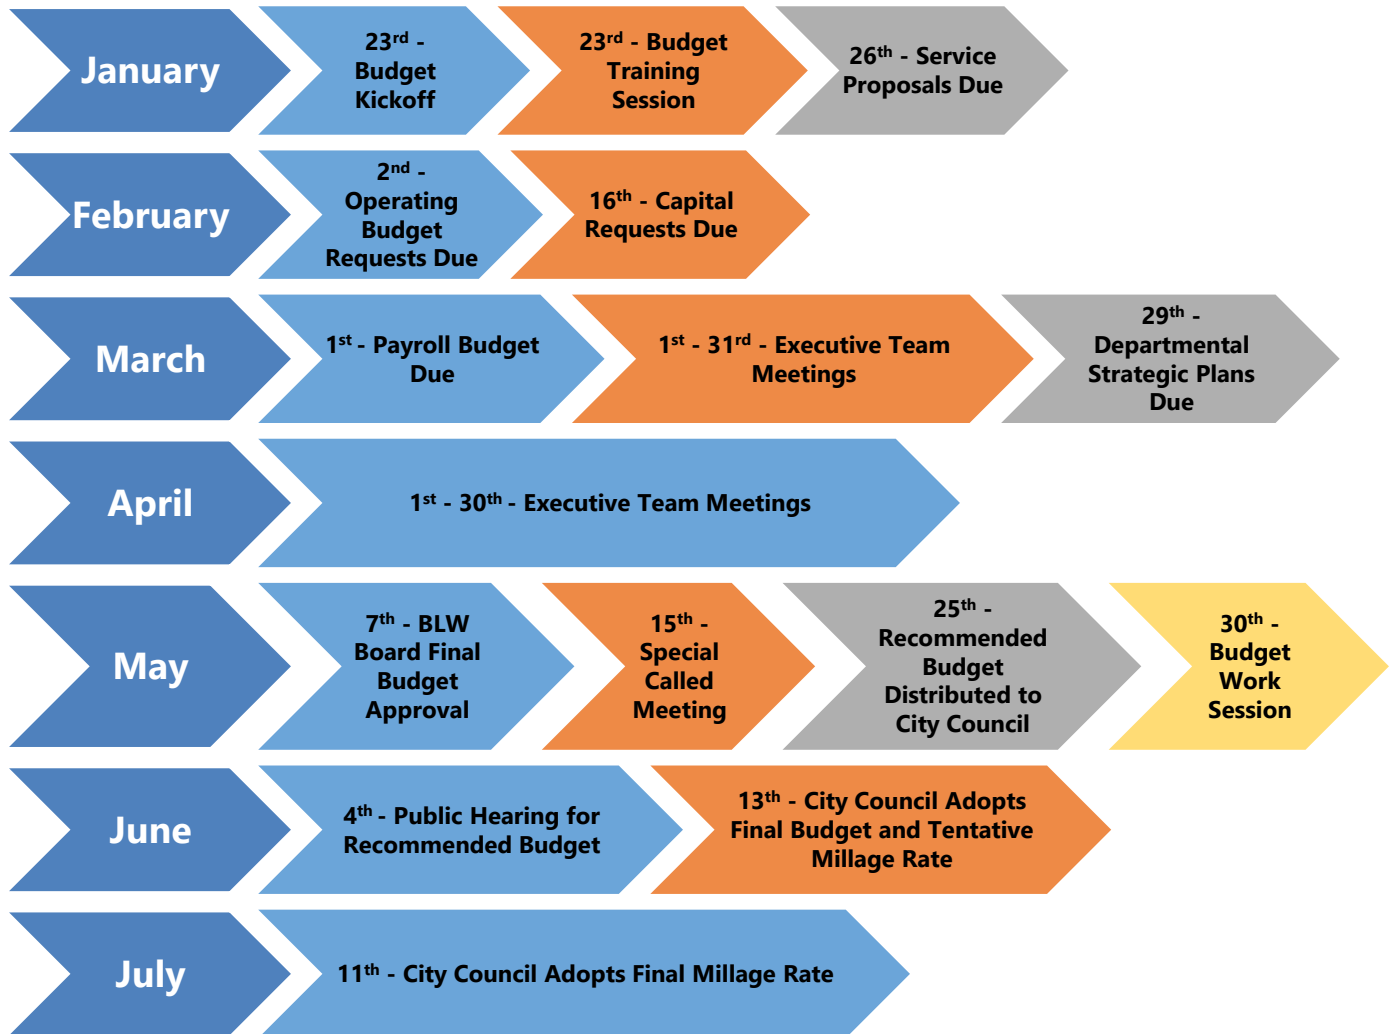 January
23rd -
Budget
Kickoff
23rd - Budget
Training
Session
26th - Service
Proposals Due
February
2nd -
Operating
Budget
Requests Due
16th - Capital
Requests Due
March
1st - Payroll Budget
Due
1st - 31rd - Executive Team
Meetings
29th -
Departmental
Strategic Plans
Due
April
1st - 30th - Executive Team Meetings
May
7th - BLW
Board Final
Budget
Approval
15th -
Special
Called
Meeting
25th -
Recommended
Budget
Distributed to
City Council
30th -
Budget
Work
Session
June
4th - Public Hearing for
Recommended Budget
13th - City Council Adopts
Final Budget and Tentative
Millage Rate
July
11th - City Council Adopts Final Millage Rate